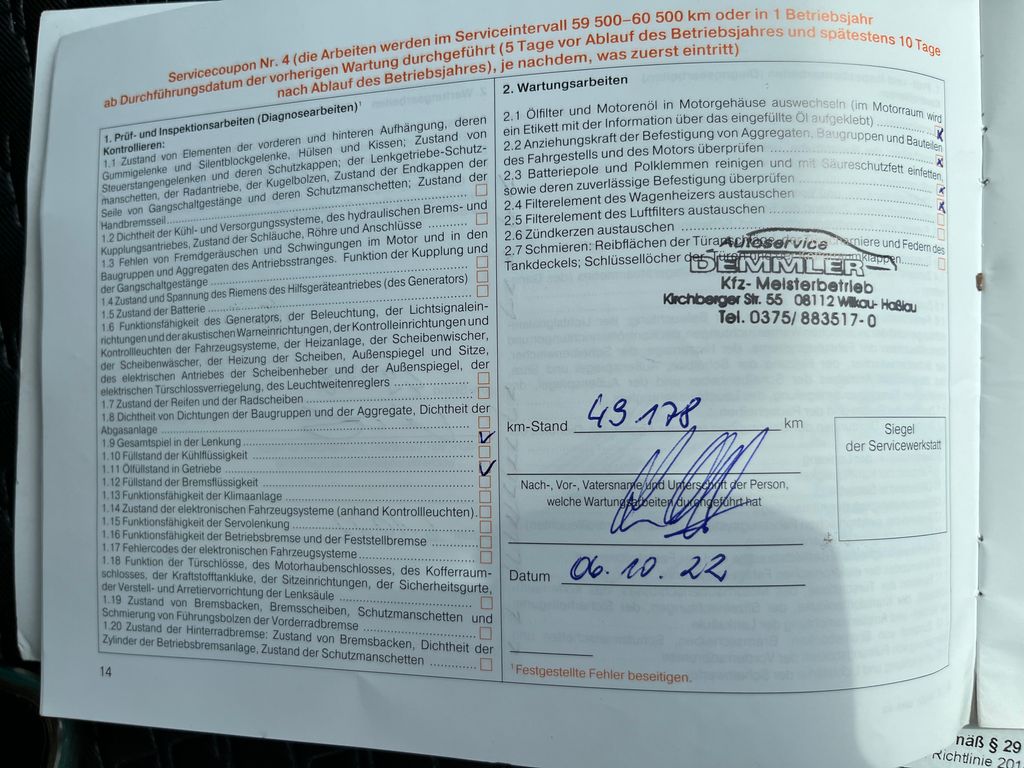 Servicecoupon Nr. 4 (die Arbeiten werden im Serviceintervall 59 500–60 500 km oder in 1 Betriebsjahr
ab Durchführungsdatum der vorherigen Wartung durchgeführt (5 Tage vor Ablauf des Betriebsjahres und spätestens 10 Tage
nach Ablauf des Betriebsjahres), je nachdem, was zuerst eintritt)
1. Prüf- und Inspektionsarbeiten (Diagnosearbeiten)¹
Kontrollieren:
1.1 Zustand von Elementen der vorderen und hinteren Aufhängung, deren
Gummigelenke und Silentblockgelenke, Hülsen und Kissen; Zustand von
Steuerstangengelenken und deren Schutzkappen; der Lenkgetriebe-Schutz-
manschetten, der Radantriebe, der Kugelbolzen, Zustand der Endkappen der
Seile von Gangschaltgestänge und deren Schutzmanschetten; Zustand der
Handbremsseil
1.2 Dichtheit der Kühl- und Versorgungssysteme, des hydraulischen Brems- und
Kupplungsantriebes, Zustand der Schläuche, Röhre und Anschlüsse
1.3 Fehlen von Fremdgeräuschen und Schwingungen im Motor und in den
Baugruppen und Aggregaten des Antriebsstranges. Funktion der Kupplung und
der Gangschaltgestänge
1.4 Zustand und Spannung des Riemens des Hilfsgeräteantriebes (des Generators)
1.5 Zustand der Batterie
1.6 Funktionsfähigkeit des Generators, der Beleuchtung, der Lichtsignalein-
richtungen und der akustischen Warneinrichtungen, der Kontrolleinrichtungen und
Kontrollleuchten der Fahrzeugsysteme, der Heizanlage, der Scheibenwischer,
der Scheibenwäscher, der Heizung der Scheiben, Außenspiegel und Sitze,
des elektrischen Antriebes der Scheibenheber und der Außenspiegel, der
elektrischen Türschlossverriegelung, des Leuchtweitenreglers
1.7 Zustand der Reifen und der Radscheiben
1.8 Dichtheit von Dichtungen der Baugruppen und der Aggregate, Dichtheit der
Abgasanlage
1.9 Gesamtspiel in der Lenkung
1.10 Füllstand der Kühlflüssigkeit
1.11 Ölfüllstand in Getriebe
1.12 Füllstand der Bremsflüssigkeit
1.13 Funktionsfähigkeit der Klimaanlage
1.14 Zustand der elektronischen Fahrzeugsysteme (anhand Kontrollleuchten).
1.15 Funktionsfähigkeit der Servolenkung
1.16 Funktionsfähigkeit der Betriebsbremse und der Feststellbremse
1.17 Fehlercodes der elektronischen Fahrzeugsysteme
1.18 Funktion der Türschlösse, des Motorhaubenschlosses, des Kofferraum-
schlosses, der Kraftstofftankluke, der Sitzeinrichtungen, der Sicherheitsgurte,
der Verstell- und Arretiervorrichtung der Lenksäule
1.19 Zustand von Bremsbacken, Bremsscheiben, Schutzmanschetten und
Schmierung von Führungsbolzen der Vorderradbremse
1.20 Zustand der Hinterradbremse: Zustand von Bremsbacken, Dichtheit der
Zylinder der Betriebsbremsanlage, Zustand der Schutzmanschetten
14
2. Wartungsarbeiten
2.1 Ölfilter und Motorenöl in Motorgehäuse auswechseln (im Motorraum wird
ein Etikett mit der Information über das eingefüllte Öl aufgeklebt)
2.2 Anziehungskraft der Befestigung von Aggregaten, Baugruppen und Bauteilen
des Fahrgestells und des Motors überprüfen
2.3 Batteriepole und Polklemmen reinigen und mit Säureschutzfett einfetten,
sowie deren zuverlässige Befestigung überprüfen
2.4 Filterelement des Wagenheizers austauschen
2.5 Filterelement des Luftfilters austauschen
2.6 Zündkerzen austauschen
2.7 Schmieren: Reibflächen der und Federn des
Tankdeckels; Schlüssellöcher der
Autoservice
DEMMLER
Kfz- Meisterbetrieb
Kirchberger Str. 55 08112 Wilkau- Haßlau
Tel. 0375/ 883517-0
km-Stand 49 178 km
Siegel
der Servicewerkstatt
Nach-, Vor-, Vatersname und Unterschrift der Person,
welche Wartungsarbeiten durchgeführt hat
Datum 06.10.22
¹Festgestellte Fehler beseitigen.
mäß § 29
Richtlinie 201